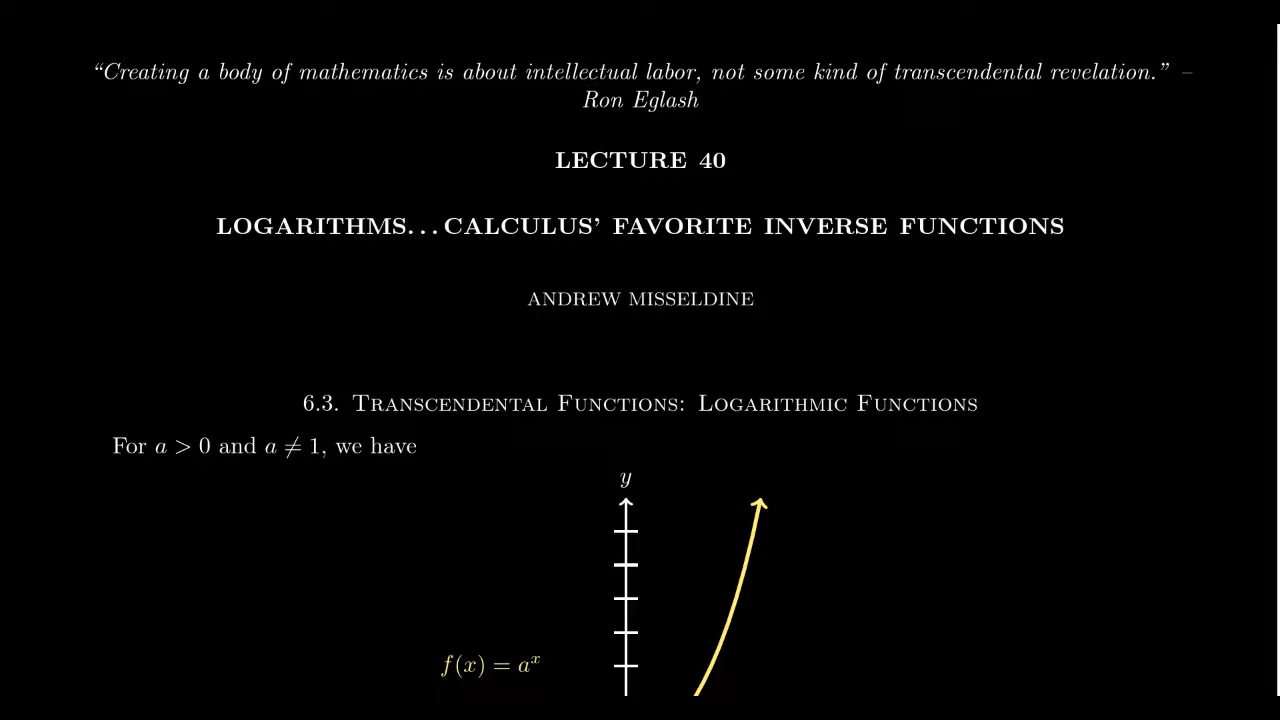 “Creating a body of mathematics is about intellectual labor, not some kind of transcendental revelation.” –
Ron Eglash
LECTURE 40
LOGARITHMS...CALCULUS’ FAVORITE INVERSE FUNCTIONS
ANDREW MISSELDINE
6.3. Transcendental Functions: Logarithmic Functions
For a > 0 and a ≠ 1, we have
y
f(x) = aˣ